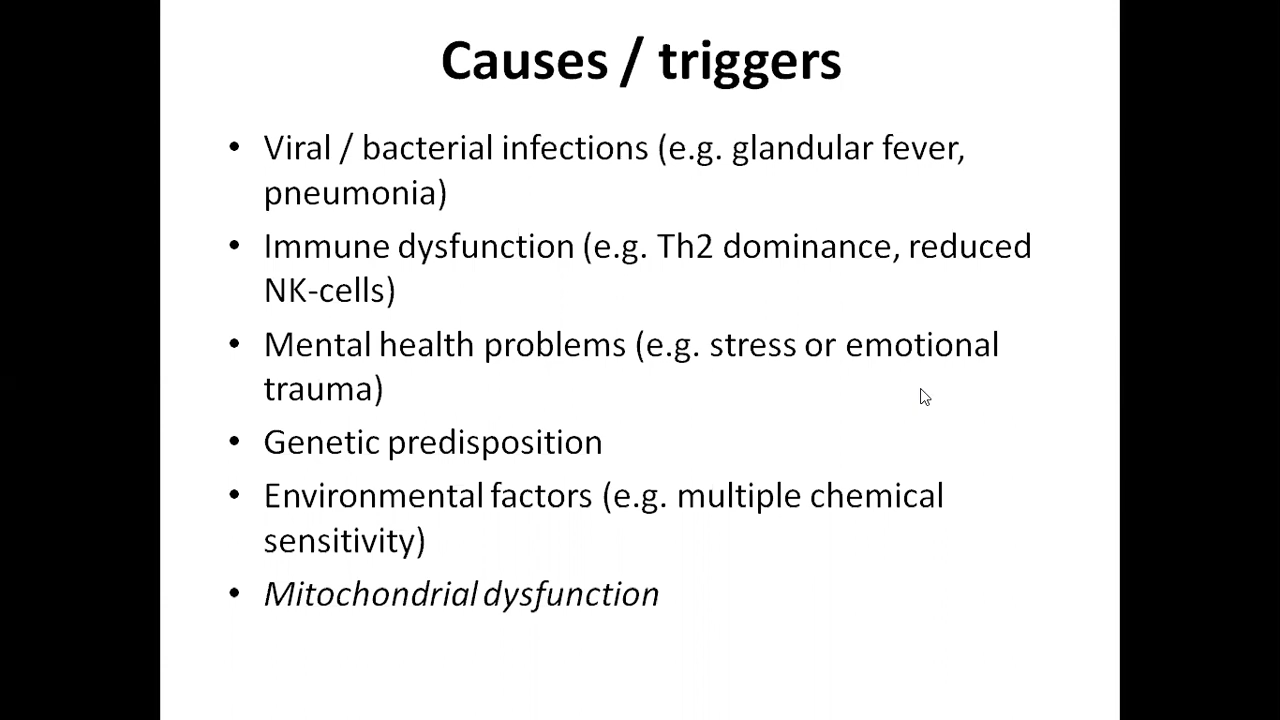 Causes / triggers
• Viral / bacterial infections (e.g. glandular fever,
pneumonia)
• Immune dysfunction (e.g. Th2 dominance, reduced
NK-cells)
• Mental health problems (e.g. stress or emotional
trauma)
• Genetic predisposition
• Environmental factors (e.g. multiple chemical
sensitivity)
• Mitochondrial dysfunction